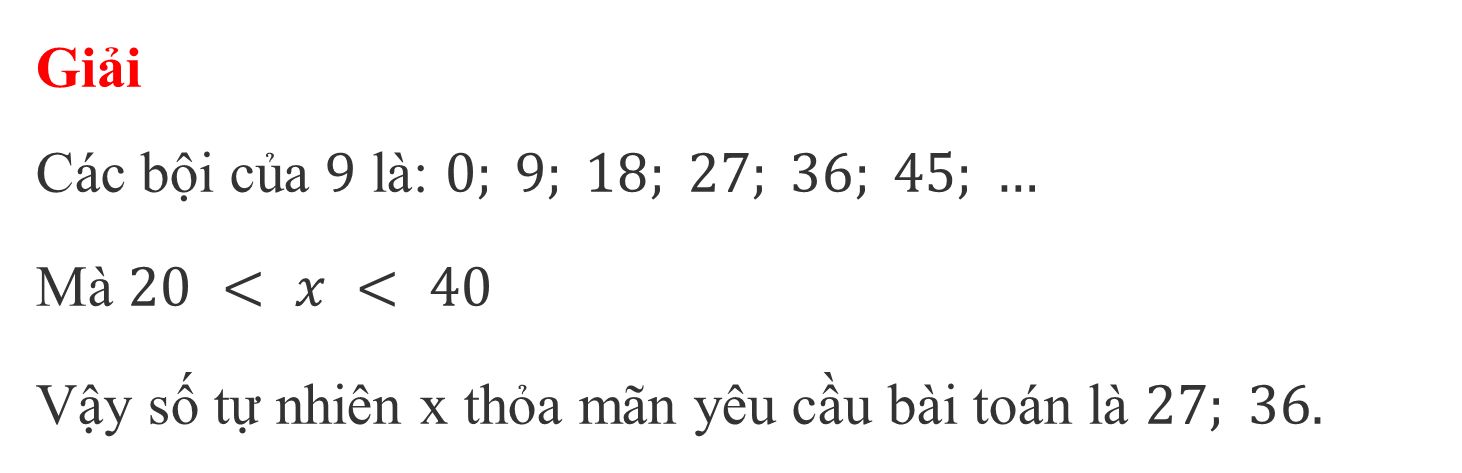 Giải
Các bội của 9 là: 0; 9; 18; 27; 36; 45; ...
Mà 20 < x < 40
Vậy số tự nhiên x thỏa mãn yêu cầu bài toán là 27; 36.